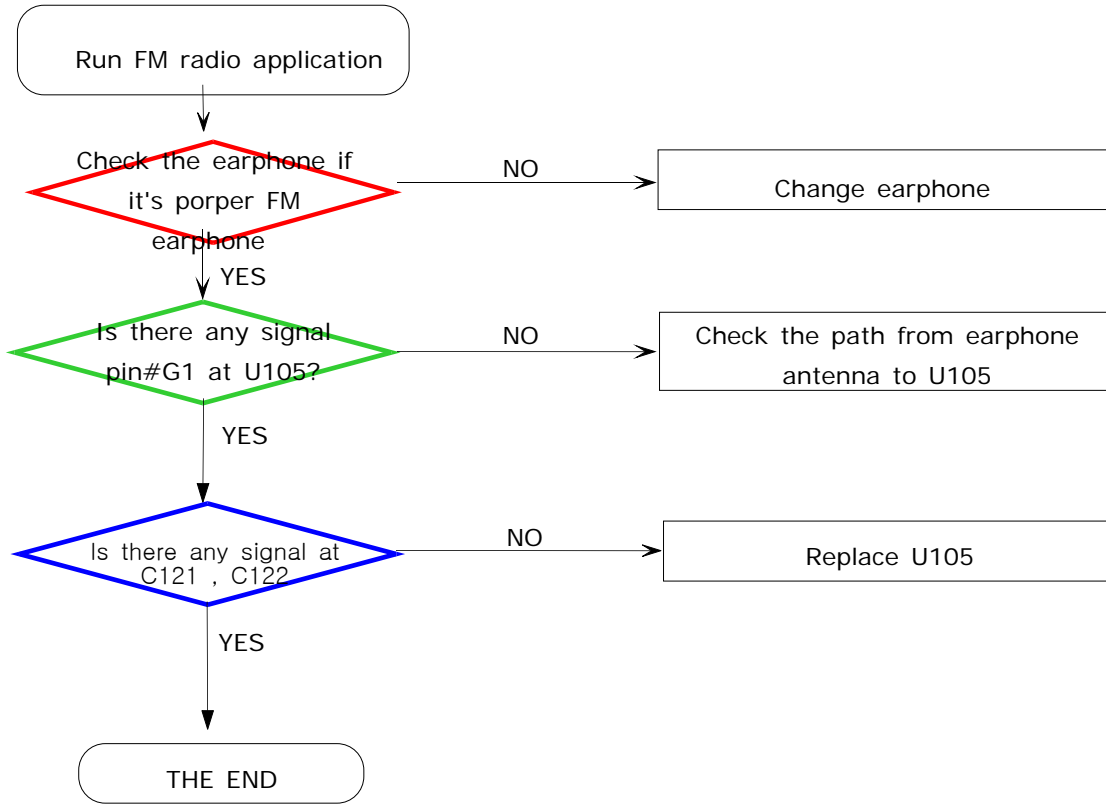 Run FM radio application
Check the earphone if
it's porper FM
earphone
NO
Change earphone
YES
Is there any signal
pin#G1 at U105?
NO
Check the path from earphone
antenna to U105
YES
Is there any signal at
C121 , C122
NO
Replace U105
YES
THE END